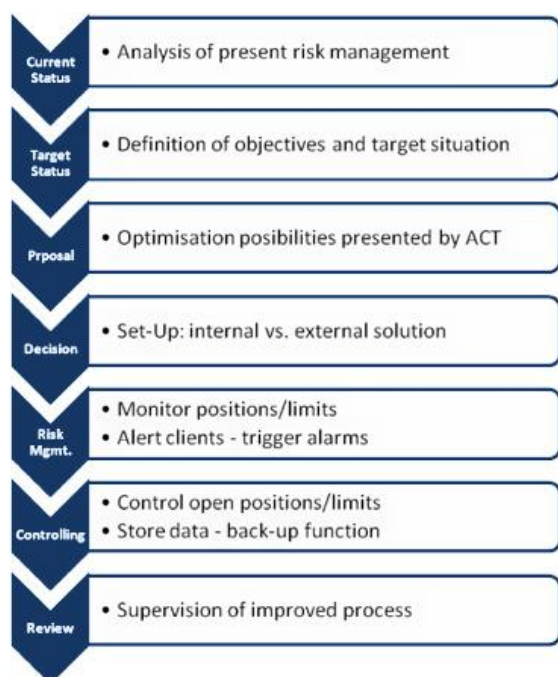 Current
Status
• Analysis of present risk management
Target
Status
• Definition of objectives and target situation
Prposal
• Optimisation posibilities presented by ACT
Decision
• Set-Up: internal vs. external solution
Risk
Mgmt.
• Monitor positions/limits
• Alert clients - trigger alarms
Controlling
• Control open positions/limits
• Store data - back-up function
Review
• Supervision of improved process